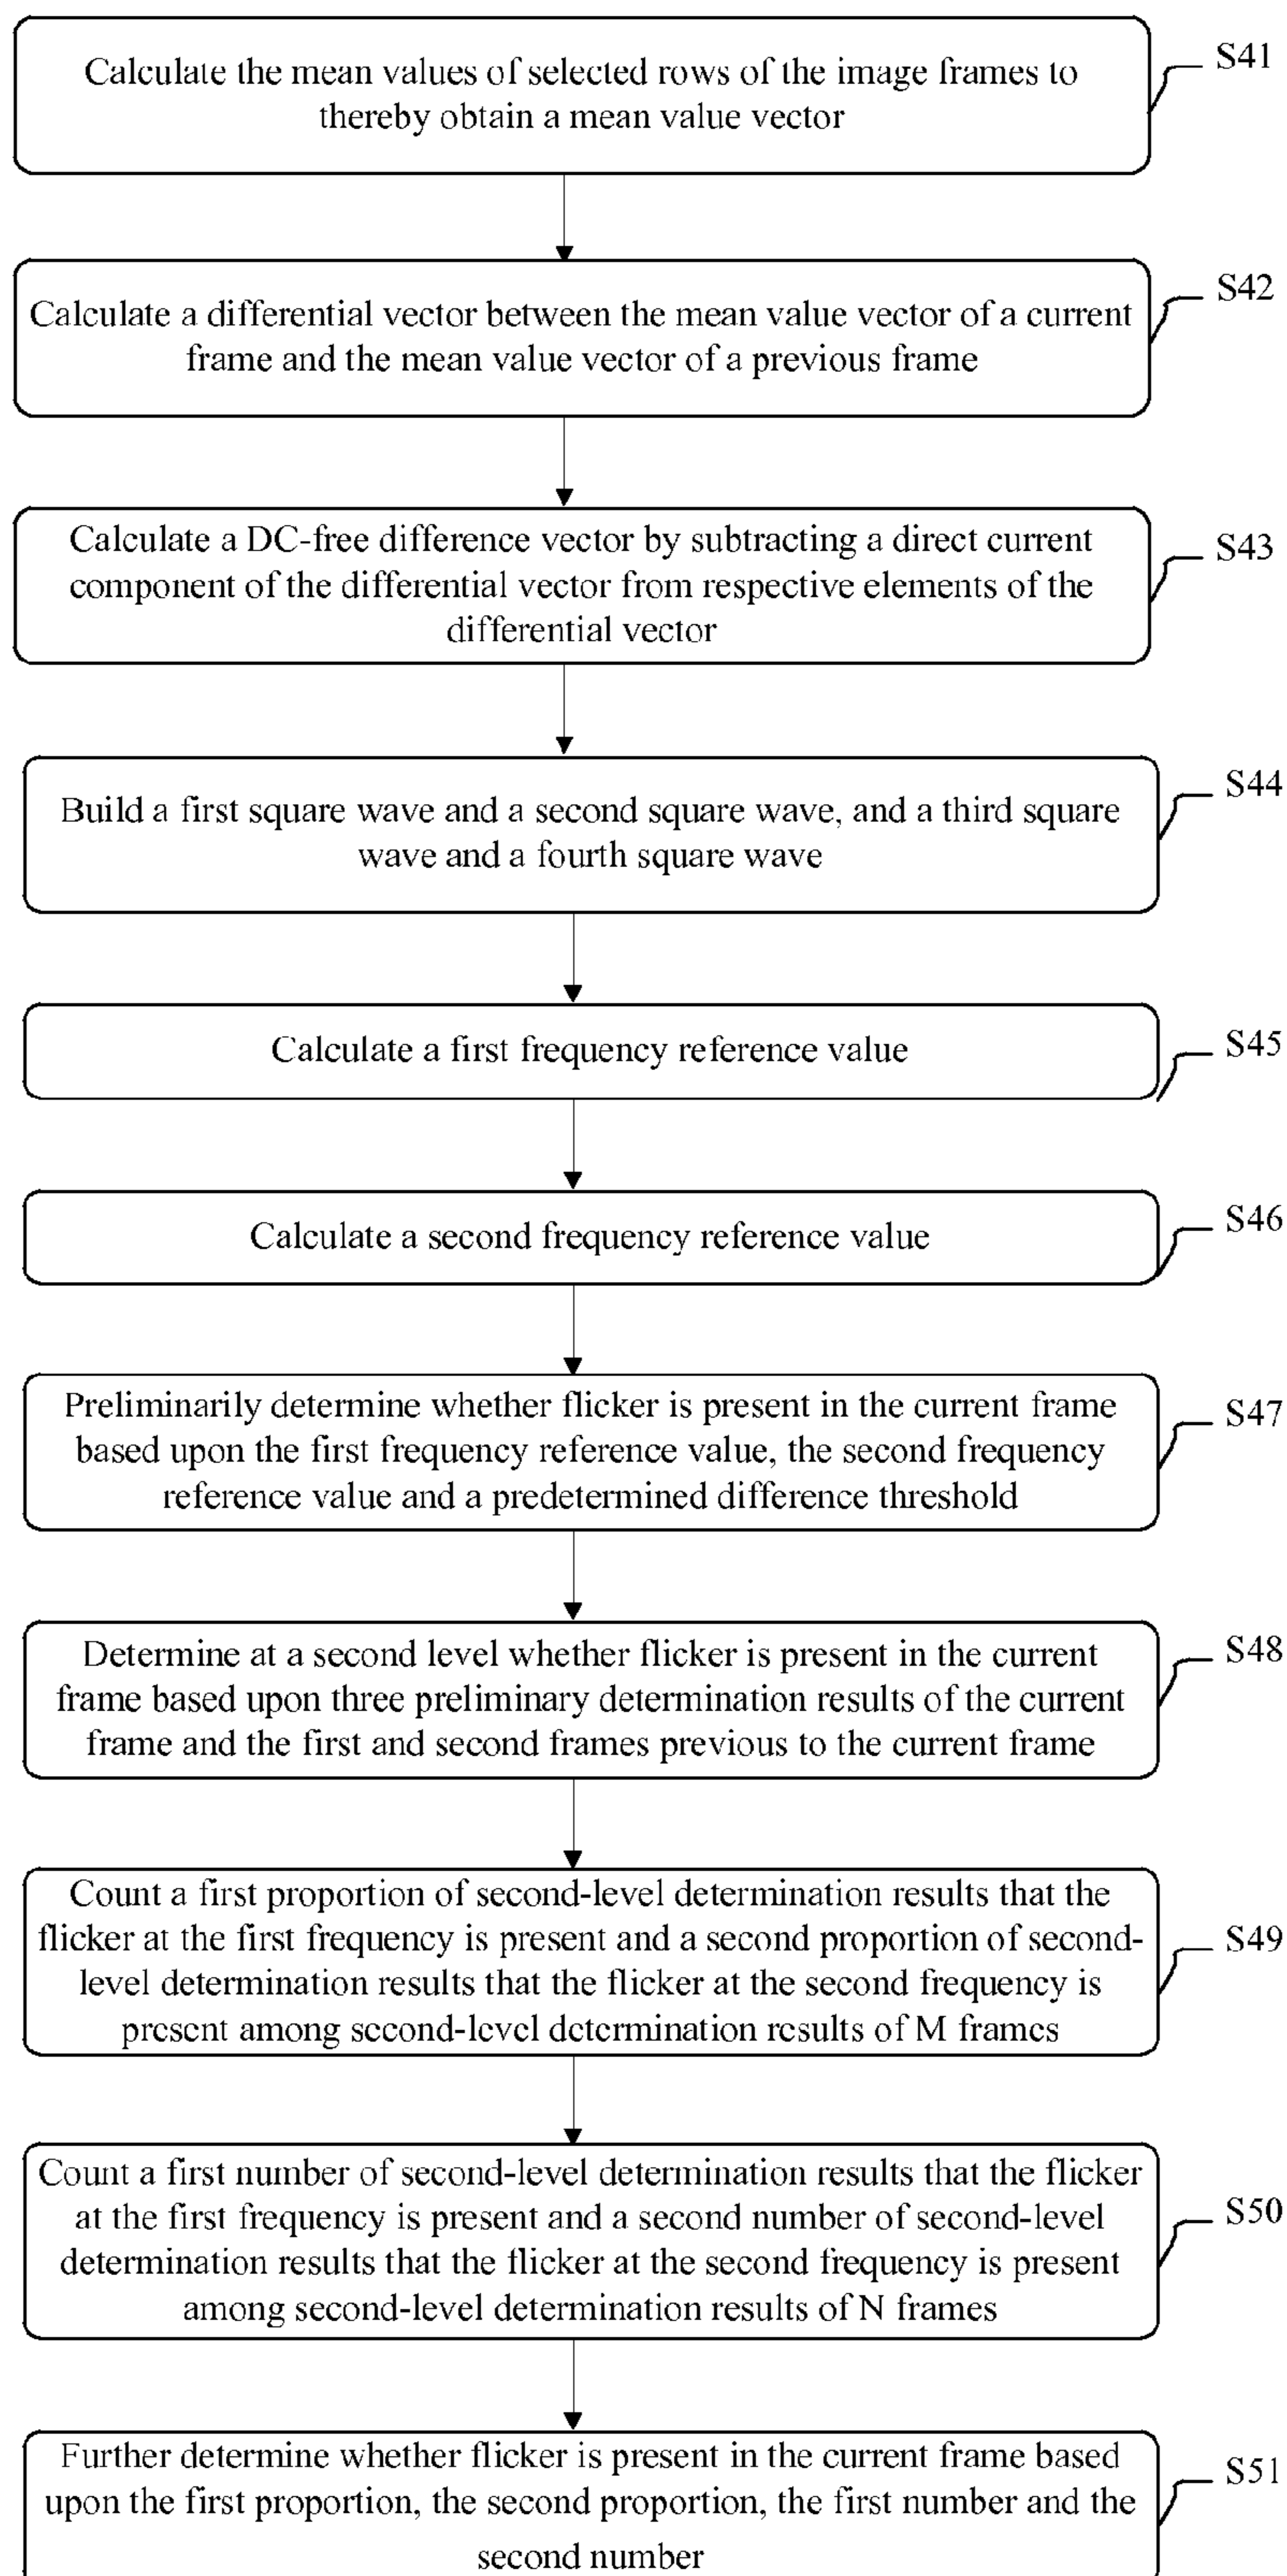 Calculate the mean values of selected rows of the image frames to
thereby obtain a mean value vector
S41
Calculate a differential vector between the mean value vector of a current
frame and the mean value vector of a previous frame
S42
Calculate a DC-free difference vector by subtracting a direct current
component of the differential vector from respective elements of the
differential vector
S43
Build a first square wave and a second square wave, and a third square
wave and a fourth square wave
S44
Calculate a first frequency reference value
S45
Calculate a second frequency reference value
S46
Preliminarily determine whether flicker is present in the current frame
based upon the first frequency reference value, the second frequency
reference value and a predetermined difference threshold
S47
Determine at a second level whether flicker is present in the current
frame based upon three preliminary determination results of the current
frame and the first and second frames previous to the current frame
S48
Count a first proportion of second-level determination results that the
flicker at the first frequency is present and a second proportion of second-
level determination results that the flicker at the second frequency is
present among second-level determination results of M frames
S49
Count a first number of second-level determination results that the flicker
at the first frequency is present and a second number of second-level
determination results that the flicker at the second frequency is present
among second-level determination results of N frames
S50
Further determine whether flicker is present in the current frame based
upon the first proportion, the second proportion, the first number and the
second number
S51